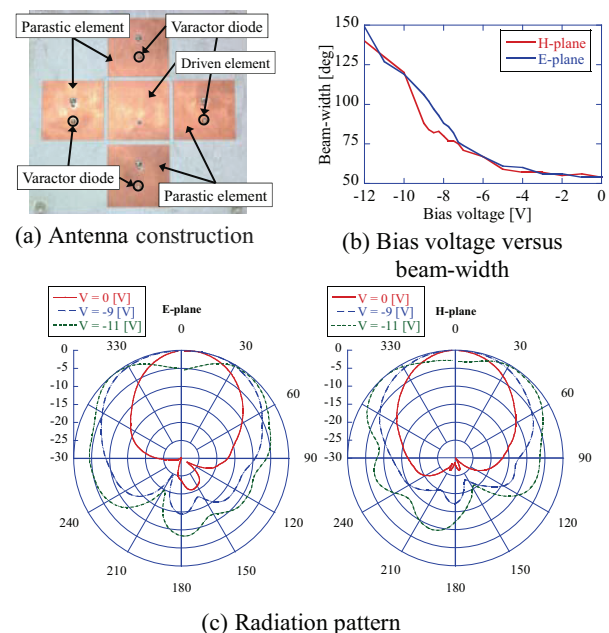 Parastic element
Varactor diode
Driven element
Varactor diode
Parastic element
(a) Antenna construction
150
125
100
75
50
Beam-width [deg]
H-plane
E-plane
-12 -10 -8 -6 -4 -2 0
Bias voltage [V]
(b) Bias voltage versus
beam-width
V = 0 [V]
V = -9 [V]
V = -11 [V]
E-plane
0
330 30
60
90
120
150
180
210
240
0
-5
-10
-15
-20
-25
-30
V = 0 [V]
V = -9 [V]
V = -11 [V]
H-plane
0
330 30
60
90
120
150
180
210
240
0
-5
-10
-15
-20
-25
-30
(c) Radiation pattern